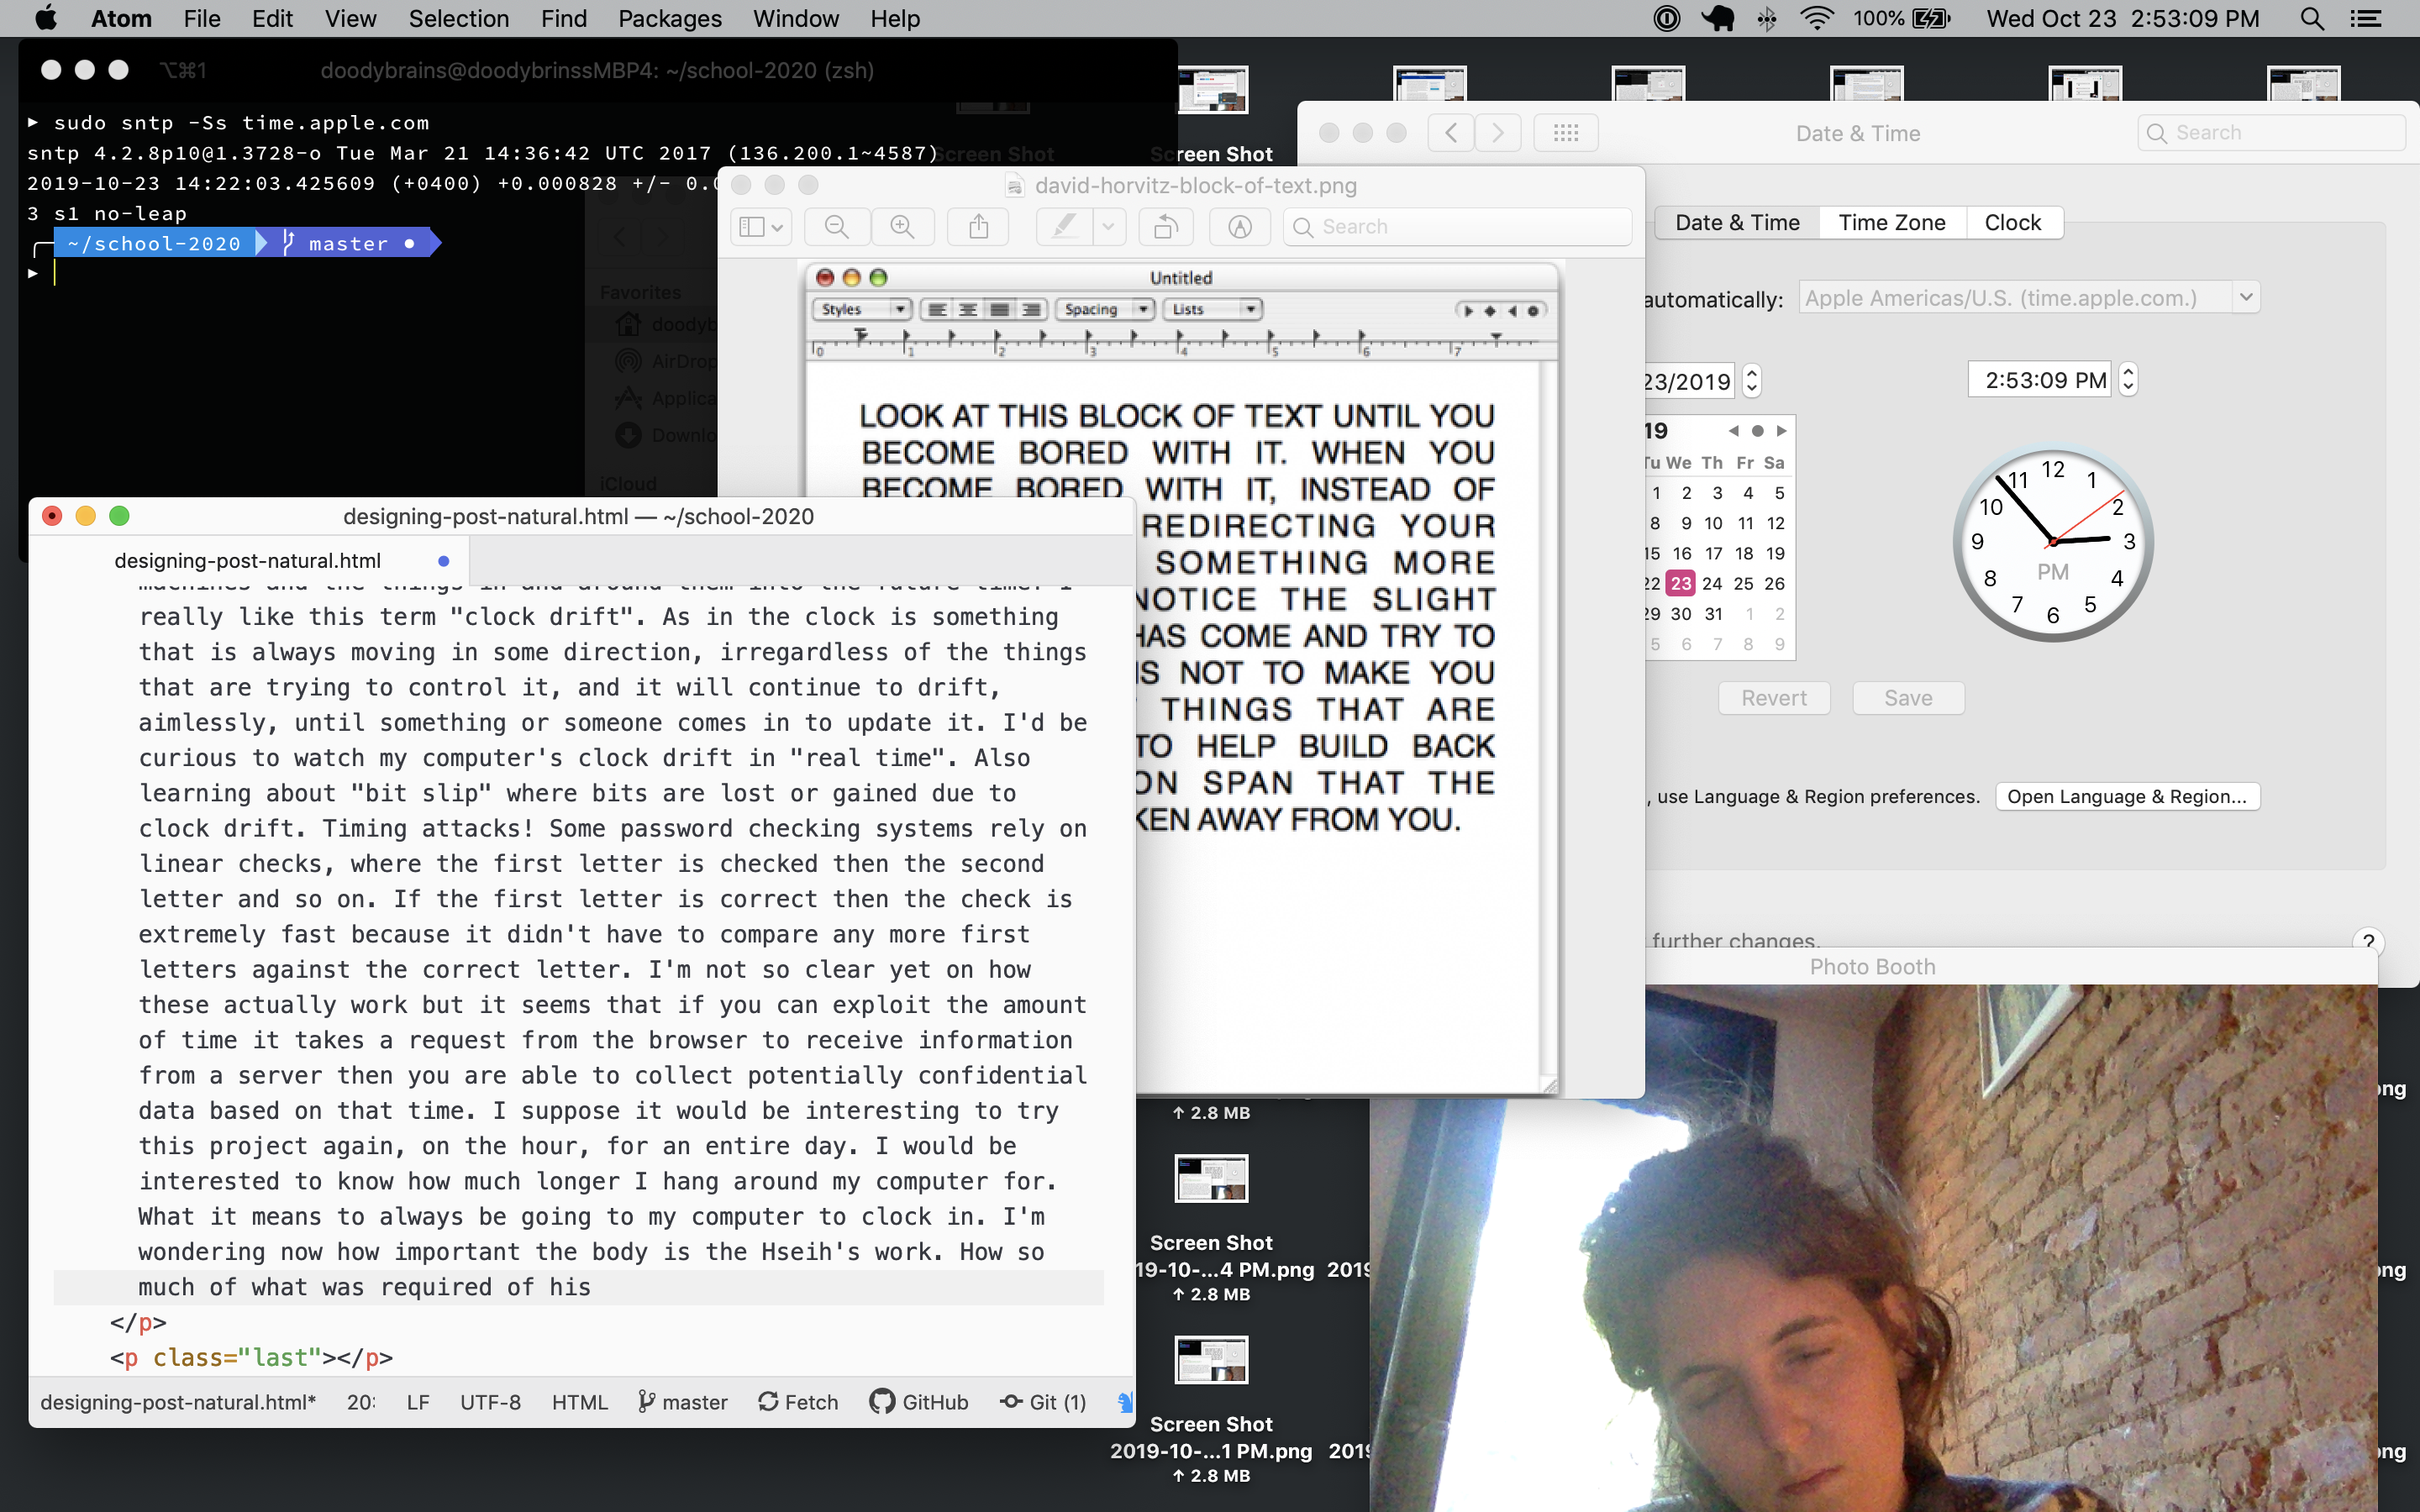 Atom File Edit View Selection Find Packages Window Help 100% Wed Oct 23 2:53:09 PM
⌥⌘1 doodybrains@doodybrinssMBP4: ~/school-2020 (zsh)
▸ sudo sntp -Ss time.apple.com
sntp 4.2.8p10@1.3728-o Tue Mar 21 14:36:42 UTC 2017 (136.200.1~4587)
2019-10-23 14:22:03.425609 (+0400) +0.000828 +/- 0.0
3 s1 no-leap
~/school-2020 master ●
▸
Screen Shot
Screen Shot
Favorites
doodyb
AirDrop
Applica
Downlo
iCloud
david-horvitz-block-of-text.png
Search
Untitled
Styles Spacing Lists
0 1 2 3 4 5 6 7
LOOK AT THIS BLOCK OF TEXT UNTIL YOU
BECOME BORED WITH IT. WHEN YOU
BECOME BORED WITH IT, INSTEAD OF
REDIRECTING YOUR
SOMETHING MORE
NOTICE THE SLIGHT
HAS COME AND TRY TO
IS NOT TO MAKE YOU
THINGS THAT ARE
TO HELP BUILD BACK
ON SPAN THAT THE
KEN AWAY FROM YOU.
Date & Time
Search
Date & Time Time Zone Clock
automatically: Apple Americas/U.S. (time.apple.com.)
23/2019 2:53:09 PM
19
Tu We Th Fr Sa
1 2 3 4 5
8 9 10 11 12
15 16 17 18 19
22 23 24 25 26
29 30 31 1 2
5 6 7 8 9
12 1 2 3 4 5 6 7 8 9 10 11
PM
Revert Save
, use Language & Region preferences. Open Language & Region...
further changes. ?
designing-post-natural.html — ~/school-2020
designing-post-natural.html
machines and the things in and around them into the future time. I
really like this term "clock drift". As in the clock is something
that is always moving in some direction, irregardless of the things
that are trying to control it, and it will continue to drift,
aimlessly, until something or someone comes in to update it. I'd be
curious to watch my computer's clock drift in "real time". Also
learning about "bit slip" where bits are lost or gained due to
clock drift. Timing attacks! Some password checking systems rely on
linear checks, where the first letter is checked then the second
letter and so on. If the first letter is correct then the check is
extremely fast because it didn't have to compare any more first
letters against the correct letter. I'm not so clear yet on how
these actually work but it seems that if you can exploit the amount
of time it takes a request from the browser to receive information
from a server then you are able to collect potentially confidential
data based on that time. I suppose it would be interesting to try
this project again, on the hour, for an entire day. I would be
interested to know how much longer I hang around my computer for.
What it means to always be going to my computer to clock in. I'm
wondering now how important the body is the Hseih's work. How so
much of what was required of his
</p>
<p class="last"></p>
designing-post-natural.html* 20: LF UTF-8 HTML master Fetch GitHub Git (1)
↑ 2.8 MB
Screen Shot
19-10-...4 PM.png 2019
↑ 2.8 MB
Screen Shot
2019-10-...1 PM.png 2019
↑ 2.8 MB
Photo Booth
ng
ng
ng